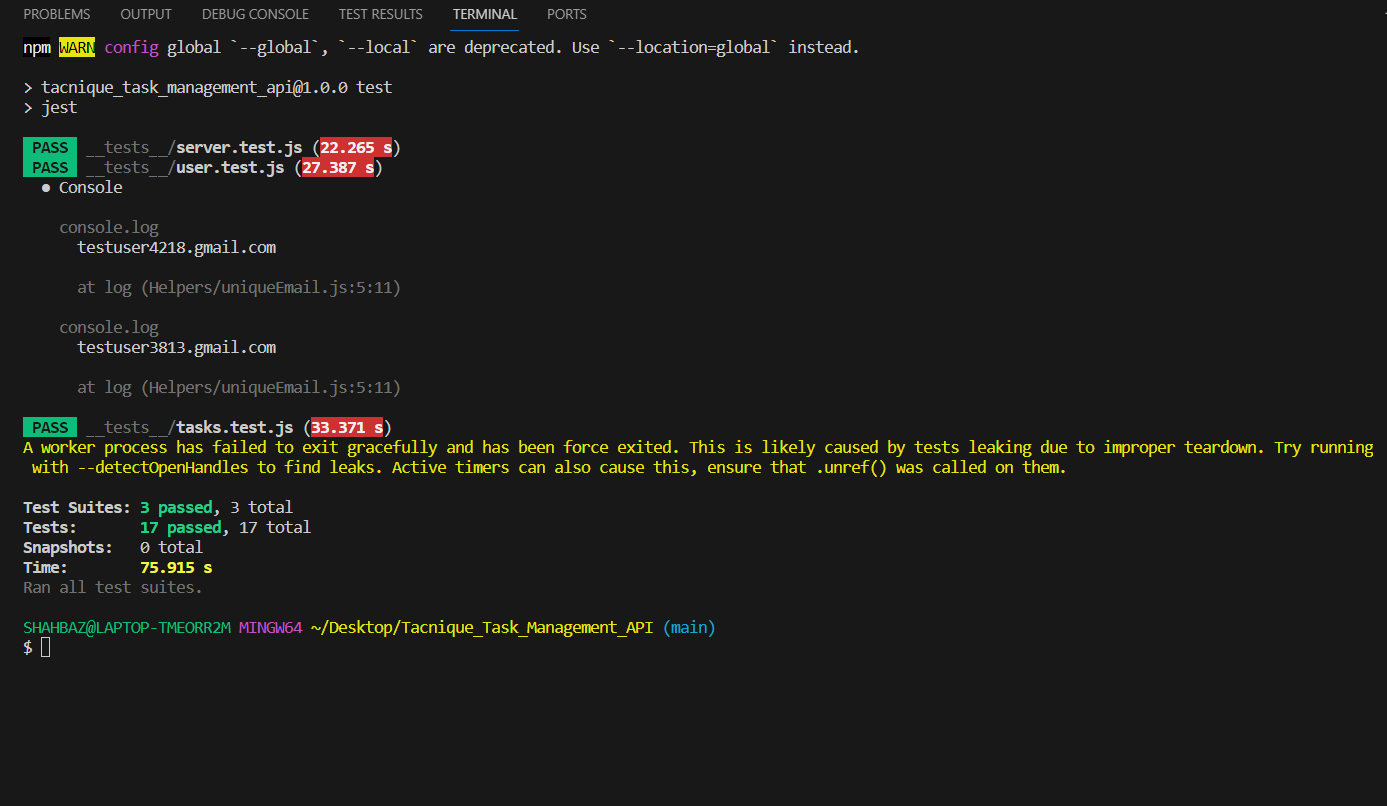 PROBLEMS OUTPUT DEBUG CONSOLE TEST RESULTS TERMINAL PORTS
npm WARN config global `--global`, `--local` are deprecated. Use `--location=global` instead.
> tacnique_task_management_api@1.0.0 test
> jest
PASS __tests__/server.test.js (22.265 s)
PASS __tests__/user.test.js (27.387 s)
● Console
console.log
testuser4218.gmail.com
at log (Helpers/uniqueEmail.js:5:11)
console.log
testuser3813.gmail.com
at log (Helpers/uniqueEmail.js:5:11)
PASS __tests__/tasks.test.js (33.371 s)
A worker process has failed to exit gracefully and has been force exited. This is likely caused by tests leaking due to improper teardown. Try running
with --detectOpenHandles to find leaks. Active timers can also cause this, ensure that .unref() was called on them.
Test Suites: 3 passed, 3 total
Tests: 17 passed, 17 total
Snapshots: 0 total
Time: 75.915 s
Ran all test suites.
SHAHBAZ@LAPTOP-TMEORR2M MINGW64 ~/Desktop/Tacnique_Task_Management_API (main)
$